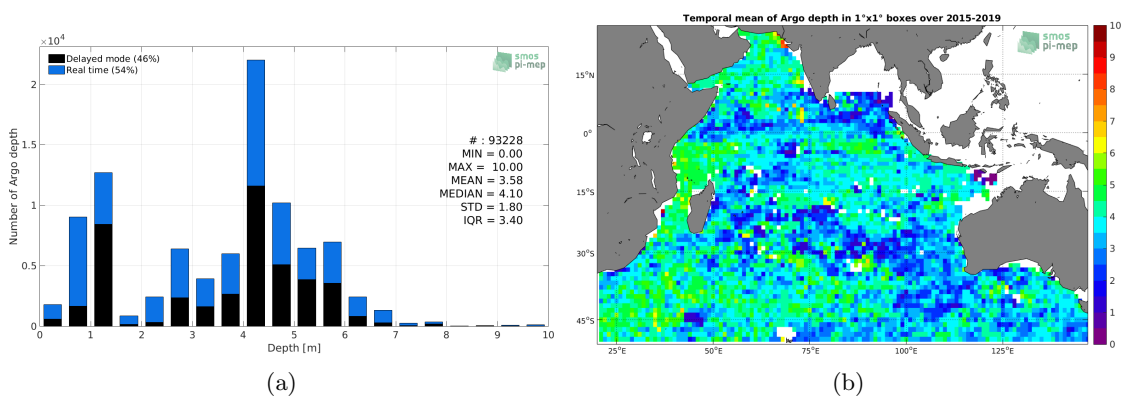 ×10⁴
2
1.5
1
0.5
0
Number of Argo depth
Delayed mode (46%)
Real time (54%)
smos
pi-mep
# : 93228
MIN = 0.00
MAX = 10.00
MEAN = 3.58
MEDIAN = 4.10
STD = 1.80
IQR = 3.40
0 1 2 3 4 5 6 7 8 9 10
Depth [m]
(a)
Temporal mean of Argo depth in 1°x1° boxes over 2015-2019
smos
pi-mep
15°N
0°
15°S
30°S
45°S
25°E 50°E 75°E 100°E 125°E
10
9
8
7
6
5
4
3
2
1
0
(b)